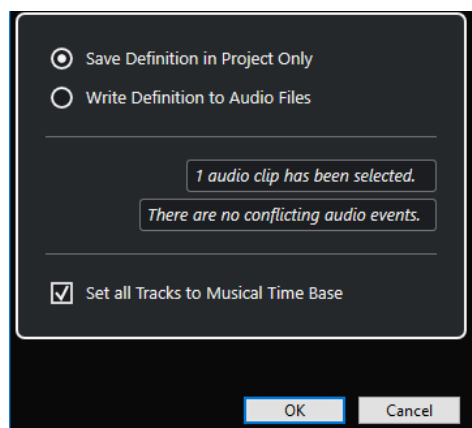 Save Definition in Project Only
Write Definition to Audio Files
1 audio clip has been selected.
There are no conflicting audio events.
Set all Tracks to Musical Time Base
OK Cancel